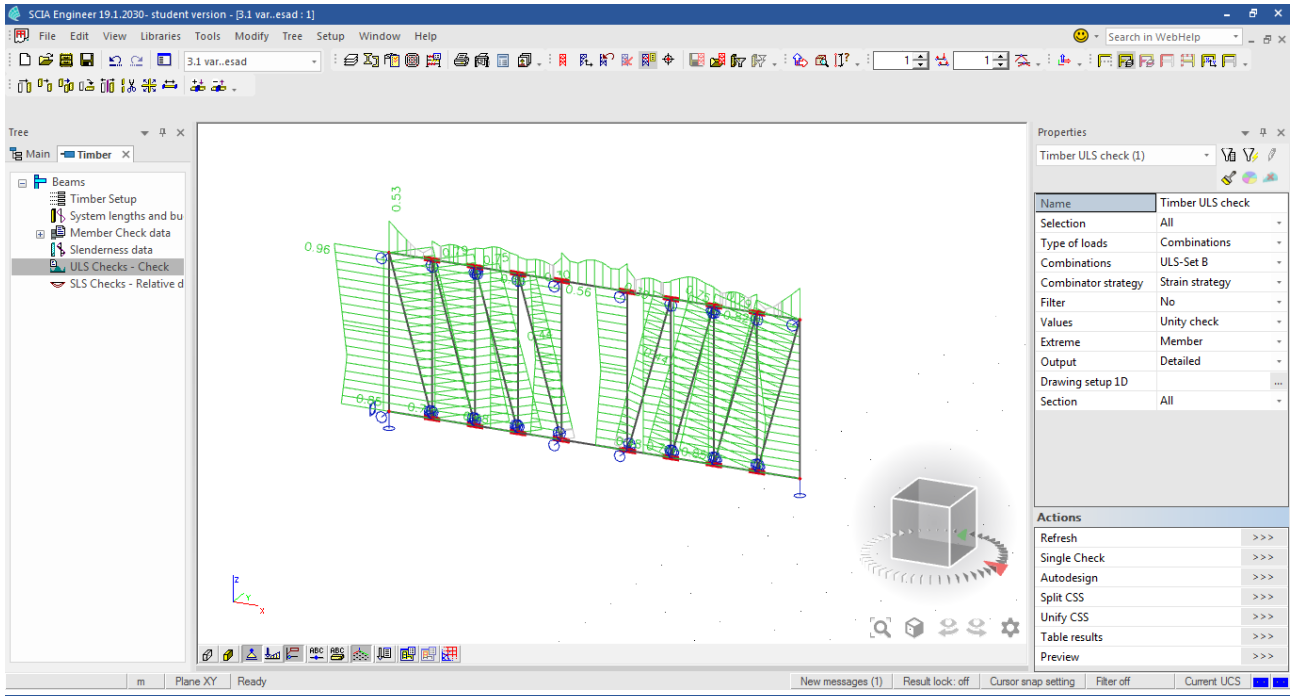 SCIA Engineer 19.1.2030- student version - [3.1 var..esad : 1]
File Edit View Libraries Tools Modify Tree Setup Window Help
Search in WebHelp
3.1 var..esad
1
1
Tree
Main
Timber
Beams
Timber Setup
System lengths and bu
Member Check data
Slenderness data
ULS Checks - Check
SLS Checks - Relative d
0.53
0.96
0.56
0.44
z
Y
x
ABC
ABC
Properties
Timber ULS check (1)
Name Timber ULS check
Selection All
Type of loads Combinations
Combinations ULS-Set B
Combinator strategy Strain strategy
Filter No
Values Unity check
Extreme Member
Output Detailed
Drawing setup 1D ...
Section All
Actions
Refresh >>>
Single Check >>>
Autodesign >>>
Split CSS >>>
Unify CSS >>>
Table results >>>
Preview >>>
m Plane XY Ready New messages (1) Result lock: off Cursor snap setting Filter off Current UCS